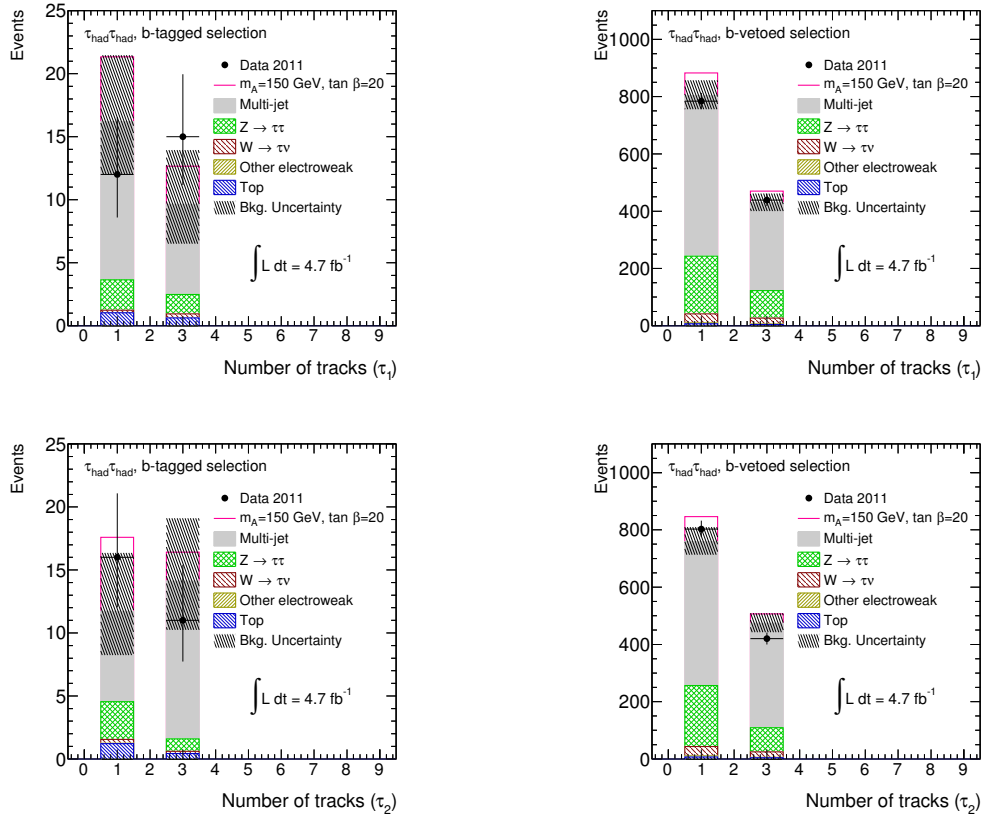 Events
25
20
15
10
5
0
τhadτhad, b-tagged selection
Data 2011
mA=150 GeV, tan β=20
Multi-jet
Z → ττ
W → τν
Other electroweak
Top
Bkg. Uncertainty
∫ L dt = 4.7 fb-1
0 1 2 3 4 5 6 7 8 9
Number of tracks (τ1)
Events
1000
800
600
400
200
0
τhadτhad, b-vetoed selection
Data 2011
mA=150 GeV, tan β=20
Multi-jet
Z → ττ
W → τν
Other electroweak
Top
Bkg. Uncertainty
∫ L dt = 4.7 fb-1
0 1 2 3 4 5 6 7 8 9
Number of tracks (τ1)
Events
25
20
15
10
5
0
τhadτhad, b-tagged selection
Data 2011
mA=150 GeV, tan β=20
Multi-jet
Z → ττ
W → τν
Other electroweak
Top
Bkg. Uncertainty
∫ L dt = 4.7 fb-1
0 1 2 3 4 5 6 7 8 9
Number of tracks (τ2)
Events
1000
800
600
400
200
0
τhadτhad, b-vetoed selection
Data 2011
mA=150 GeV, tan β=20
Multi-jet
Z → ττ
W → τν
Other electroweak
Top
Bkg. Uncertainty
∫ L dt = 4.7 fb-1
0 1 2 3 4 5 6 7 8 9
Number of tracks (τ2)